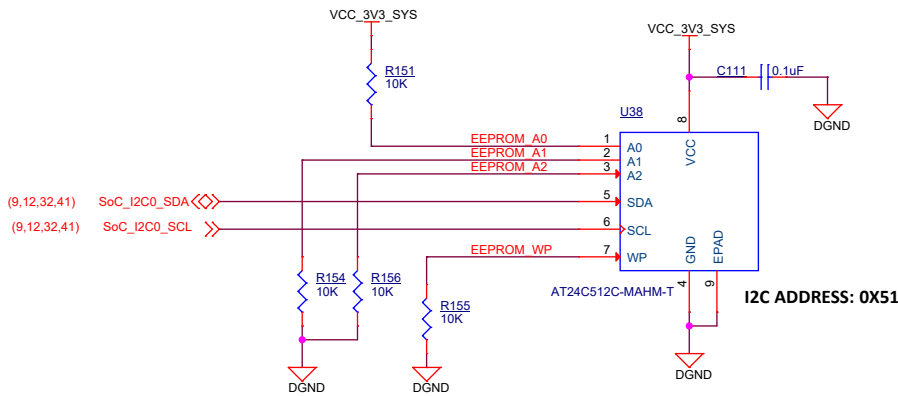 VCC_3V3_SYS
VCC_3V3_SYS
R151
10K
C111
0.1uF
DGND
U38
8
VCC
EEPROM_A0
1
A0
EEPROM_A1
2
A1
EEPROM_A2
3
A2
(9,12,32,41)
SoC_I2C0_SDA
5
SDA
(9,12,32,41)
SoC_I2C0_SCL
6
SCL
EEPROM_WP
7
WP
GND
EPAD
4
9
R154
10K
R156
10K
R155
10K
AT24C512C-MAHM-T
I2C ADDRESS: 0X51
DGND
DGND
DGND